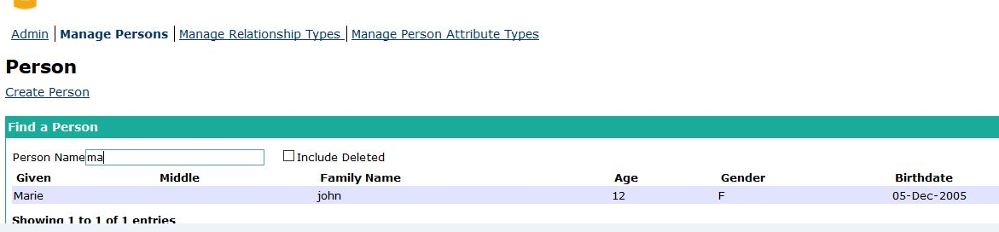 Admin Manage Persons Manage Relationship Types Manage Person Attribute Types
Person
Create Person
Find a Person
Person Name ma Include Deleted
Given Middle Family Name Age Gender Birthdate
Marie john 12 F 05-Dec-2005
Showing 1 to 1 of 1 entries